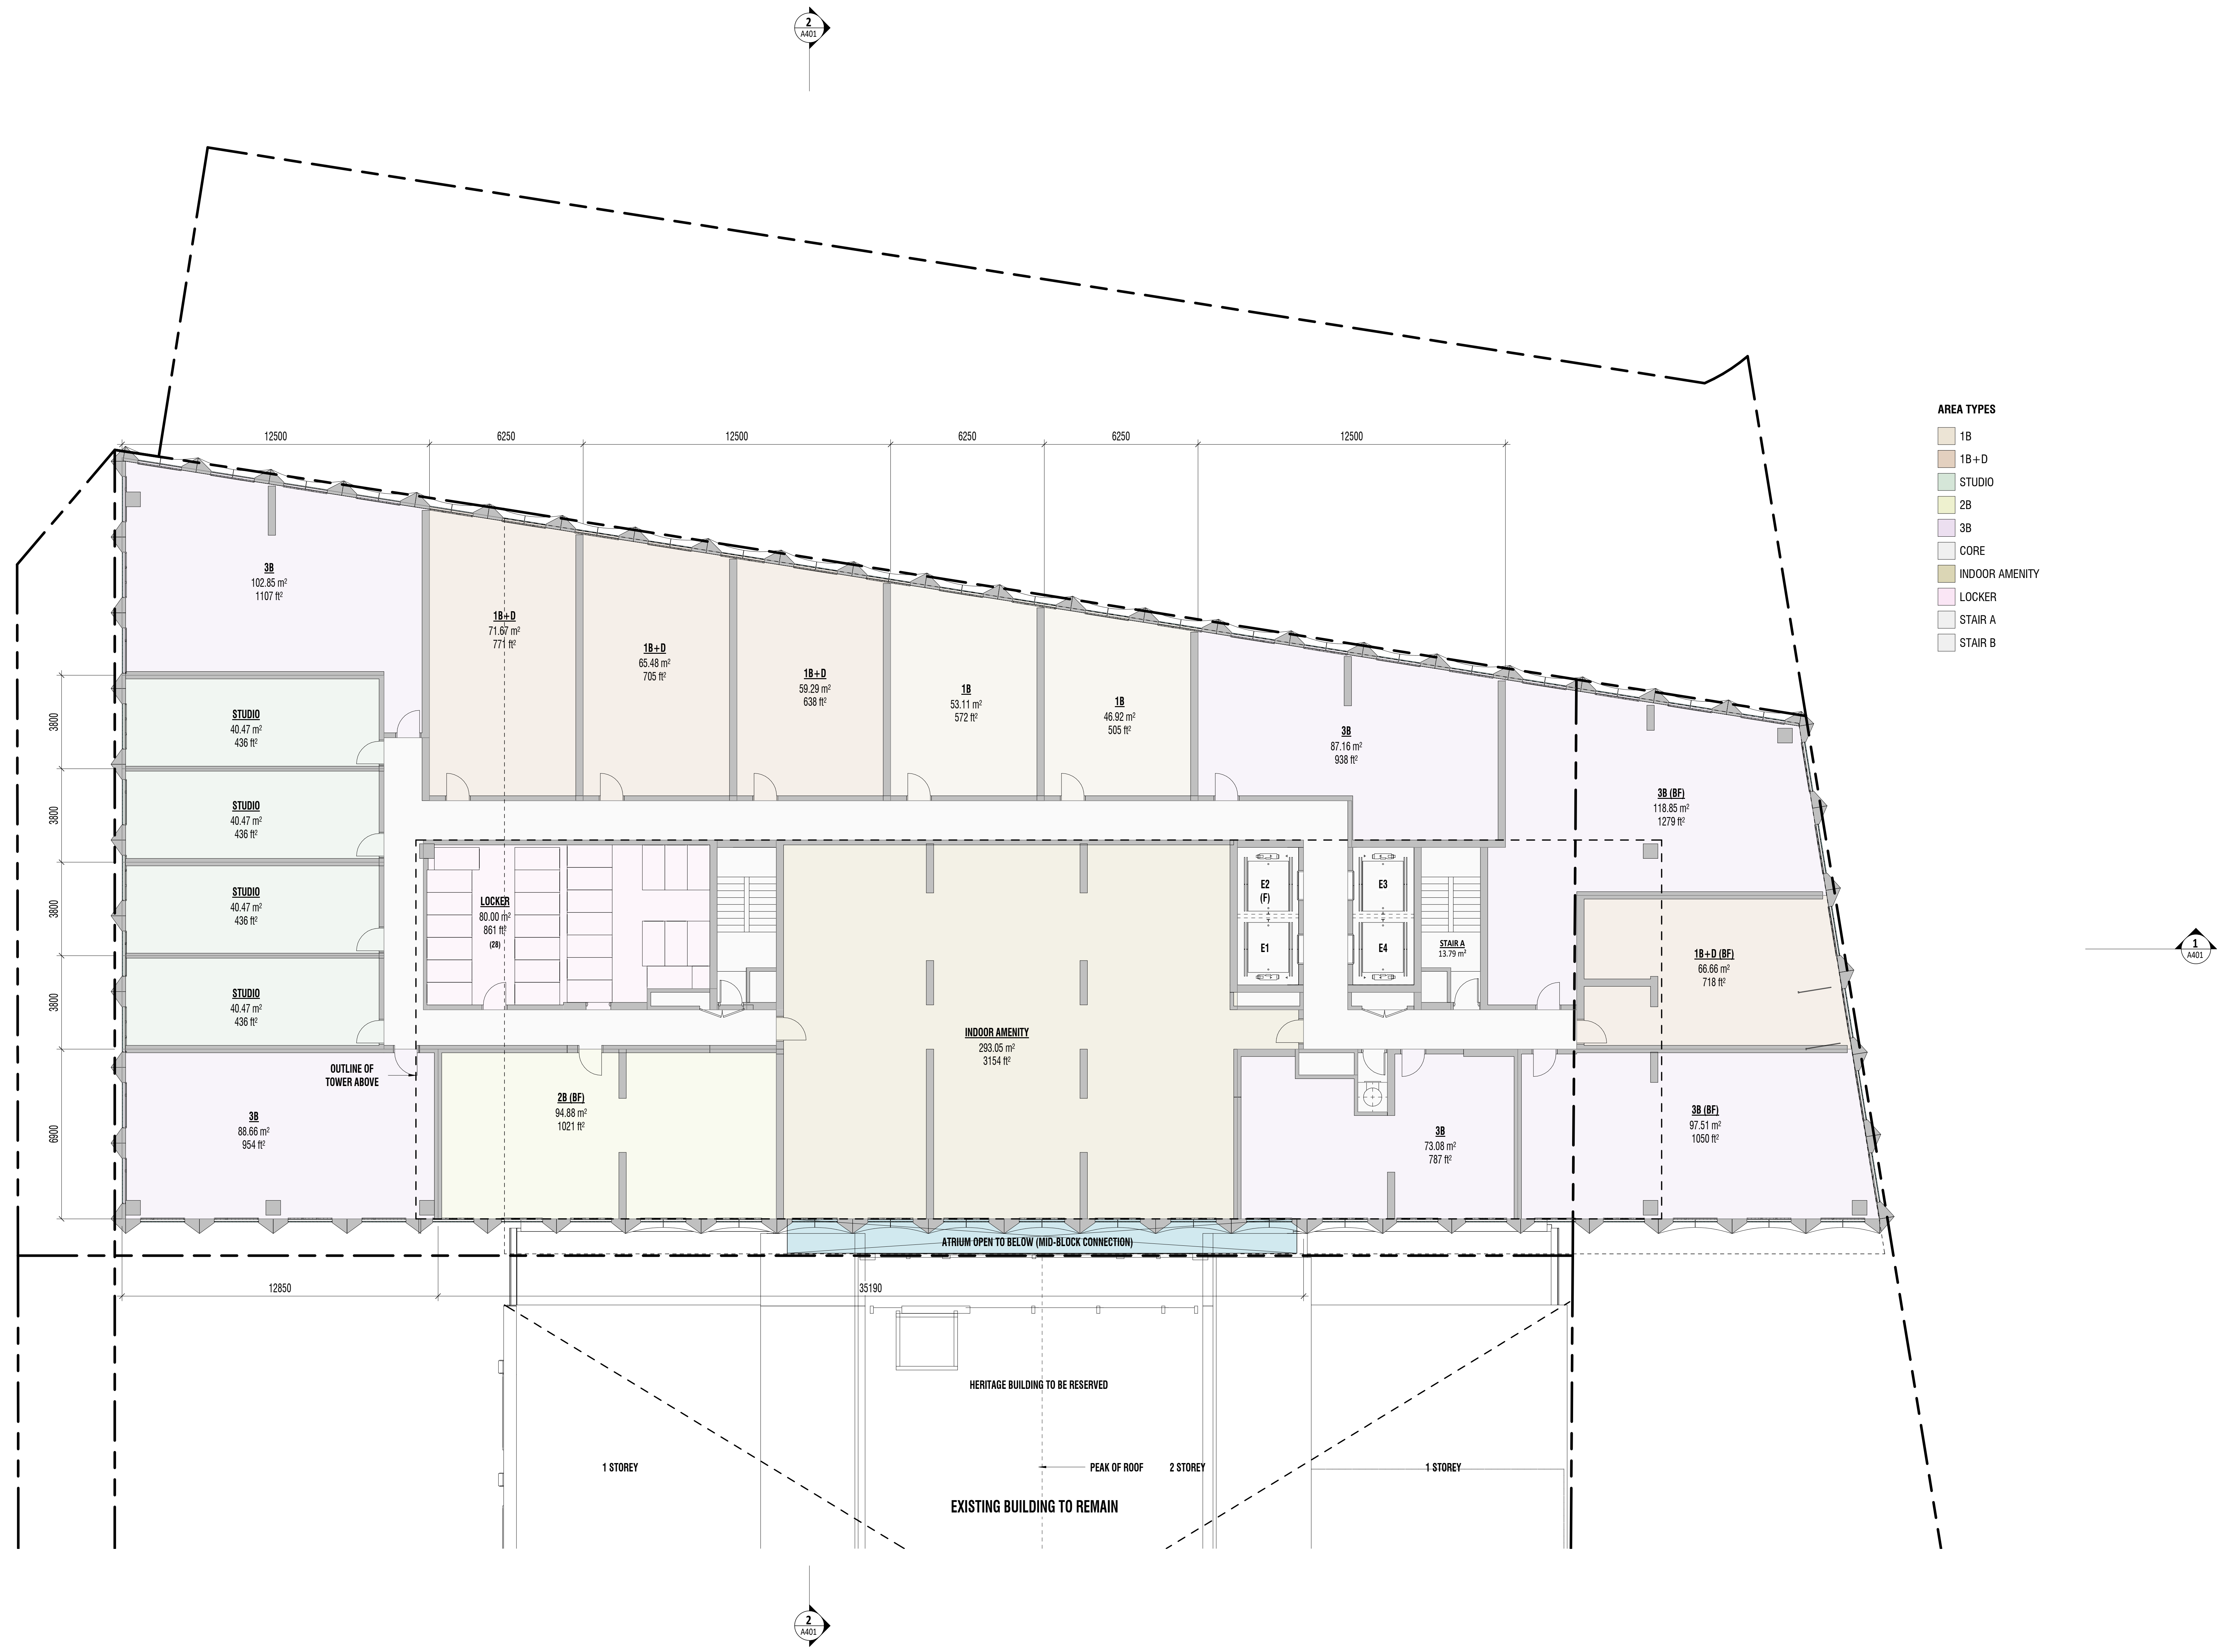 2
A401
12500
6250
12500
6250
6250
12500
AREA TYPES
1B
1B+D
STUDIO
2B
3B
CORE
INDOOR AMENITY
LOCKER
STAIR A
STAIR B
3B
102.85 m²
1107 ft²
1B+D
71.67 m²
771 ft²
1B+D
65.48 m²
705 ft²
1B+D
59.29 m²
638 ft²
1B
53.11 m²
572 ft²
1B
46.92 m²
505 ft²
3B
87.16 m²
938 ft²
3B (BF)
118.85 m²
1279 ft²
3800
STUDIO
40.47 m²
436 ft²
3800
STUDIO
40.47 m²
436 ft²
3800
STUDIO
40.47 m²
436 ft²
3800
STUDIO
40.47 m²
436 ft²
LOCKER
80.00 m²
861 ft²
(28)
E2
(F)
E1
E3
E4
STAIR A
13.79 m²
1B+D (BF)
66.66 m²
718 ft²
1
A401
INDOOR AMENITY
293.05 m²
3154 ft²
OUTLINE OF
TOWER ABOVE
6900
3B
88.66 m²
954 ft²
2B (BF)
94.88 m²
1021 ft²
3B
73.08 m²
787 ft²
3B (BF)
97.51 m²
1050 ft²
ATRIUM OPEN TO BELOW (MID-BLOCK CONNECTION)
12850
35190
HERITAGE BUILDING TO BE RESERVED
1 STOREY
PEAK OF ROOF
2 STOREY
1 STOREY
EXISTING BUILDING TO REMAIN
2
A401